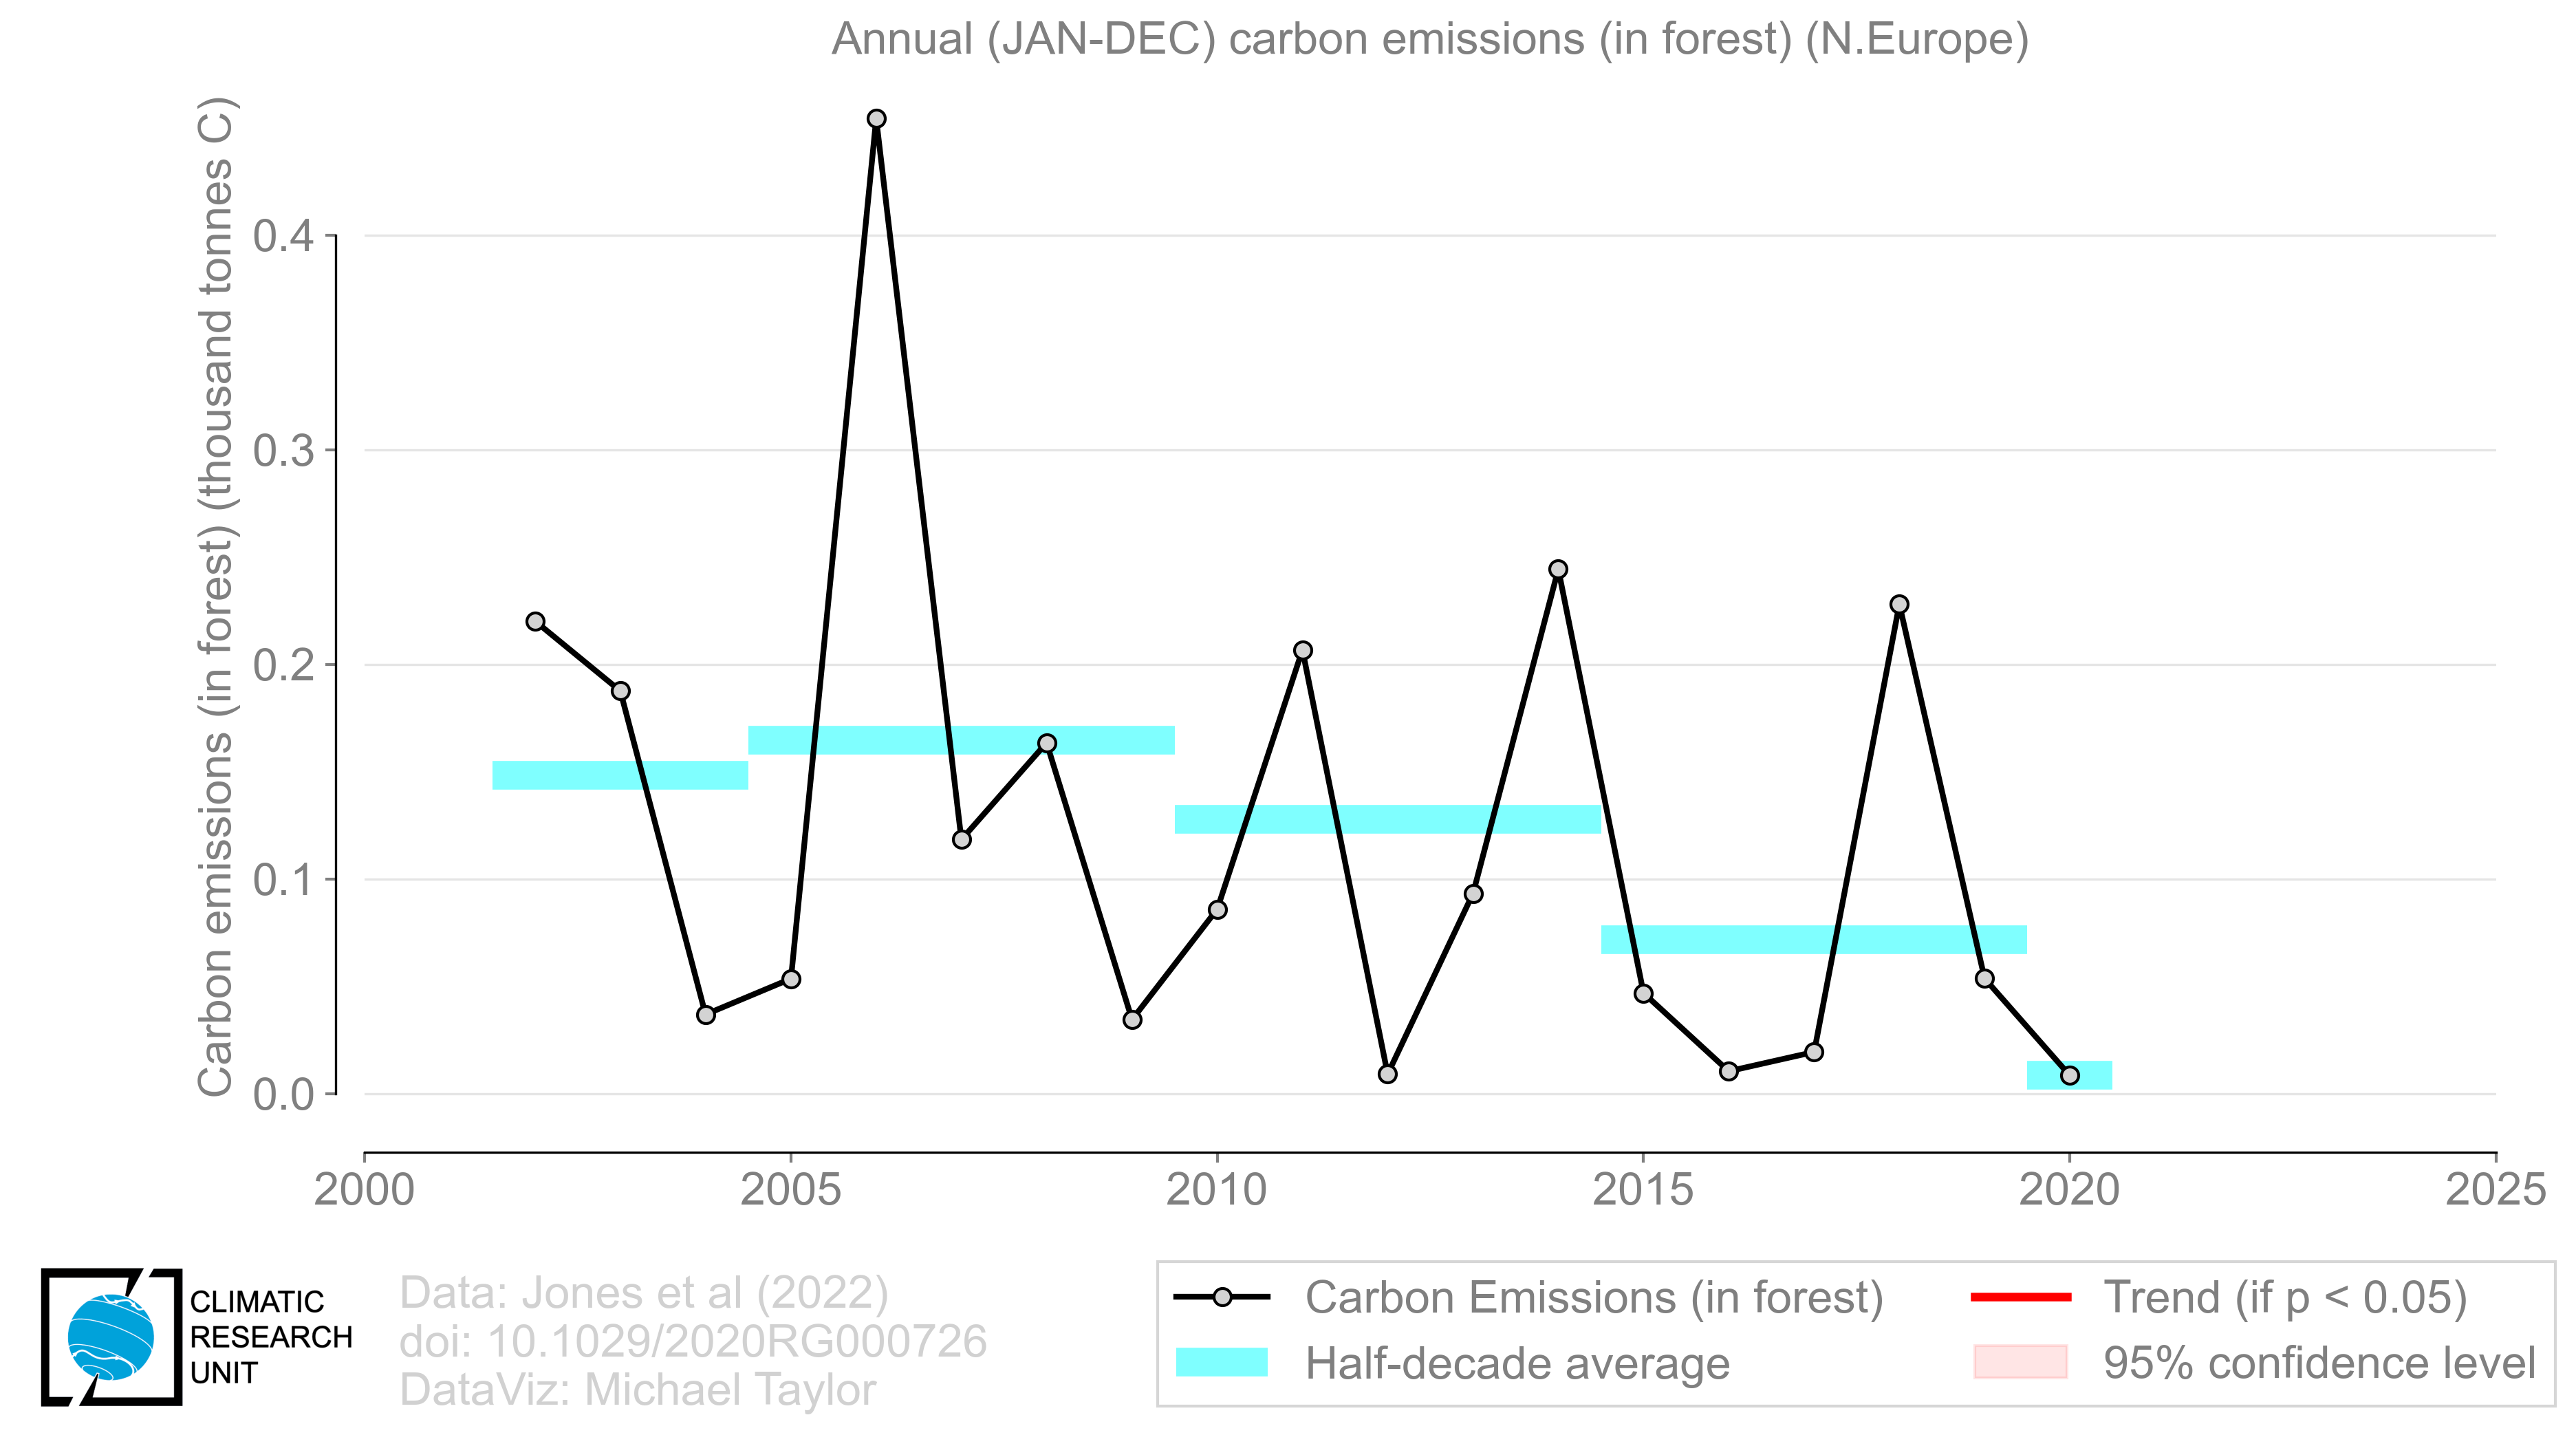 Annual (JAN-DEC) carbon emissions (in forest) (N.Europe)
Carbon emissions (in forest) (thousand tonnes C)
0.4
0.3
0.2
0.1
0.0
2000
2005
2010
2015
2020
2025
CLIMATIC
RESEARCH
UNIT
Data: Jones et al (2022)
doi: 10.1029/2020RG000726
DataViz: Michael Taylor
Carbon Emissions (in forest)
Half-decade average
Trend (if p < 0.05)
95% confidence level